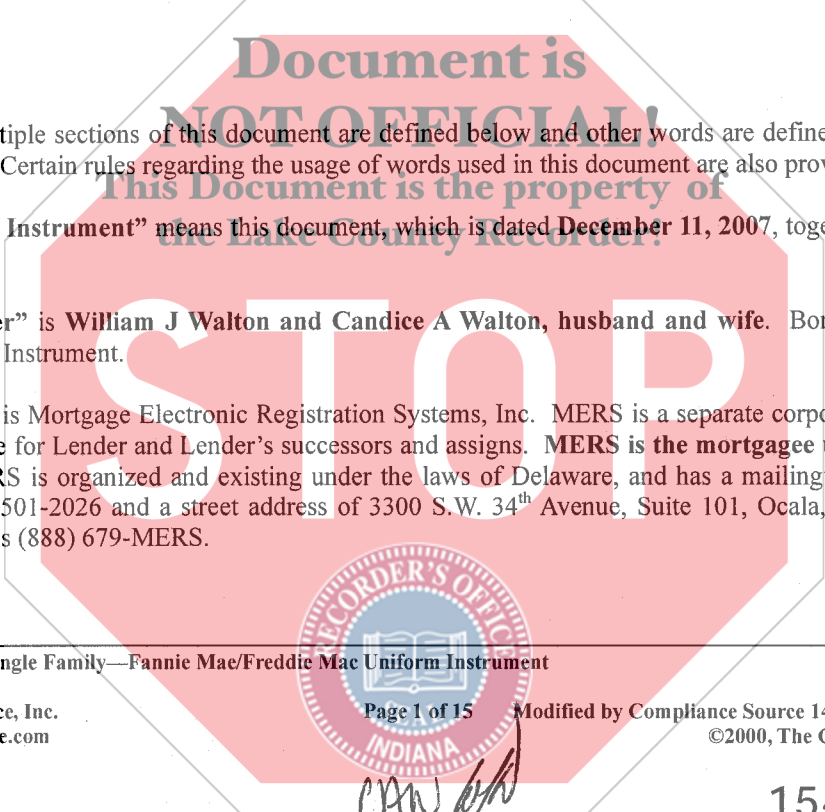 Document is
NOT OFFICIAL!
tiple sections of this document are defined below and other words are define
Certain rules regarding the usage of words used in this document are also prov
This Document is the property of
Instrument” means this document, which is dated December 11, 2007, toge
the Lake County Recorder!
er” is William J Walton and Candice A Walton, husband and wife. Bor
Instrument.
STOP
is Mortgage Electronic Registration Systems, Inc. MERS is a separate corpo
e for Lender and Lender’s successors and assigns. MERS is the mortgagee
RS is organized and existing under the laws of Delaware, and has a mailing
501-2026 and a street address of 3300 S.W. 34th Avenue, Suite 101, Ocala,
s (888) 679-MERS.
RECORDER'S OFFICE
ngle Family—Fannie Mae/Freddie Mac Uniform Instrument
ce, Inc. Page 1 of 15 Modified by Compliance Source 14
e.com ©2000, The C
INDIANA
CAW
15-